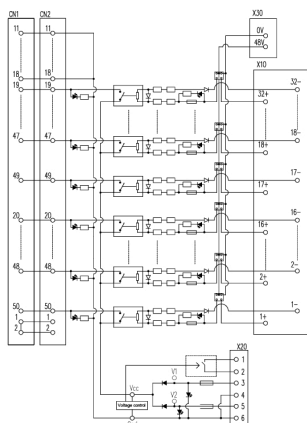 CN1 CN2 X30
11 11 0V
48V
X10
18 18
19 19 32-
32+
47 47 18-
18+
49 49 17-
17+
20 20 16-
16+
48 48 2-
2+
50 50 1-
1 1 1+
2 2
X20
1
V1 2
Vcc 3
V2 4
Voltage control 5
6